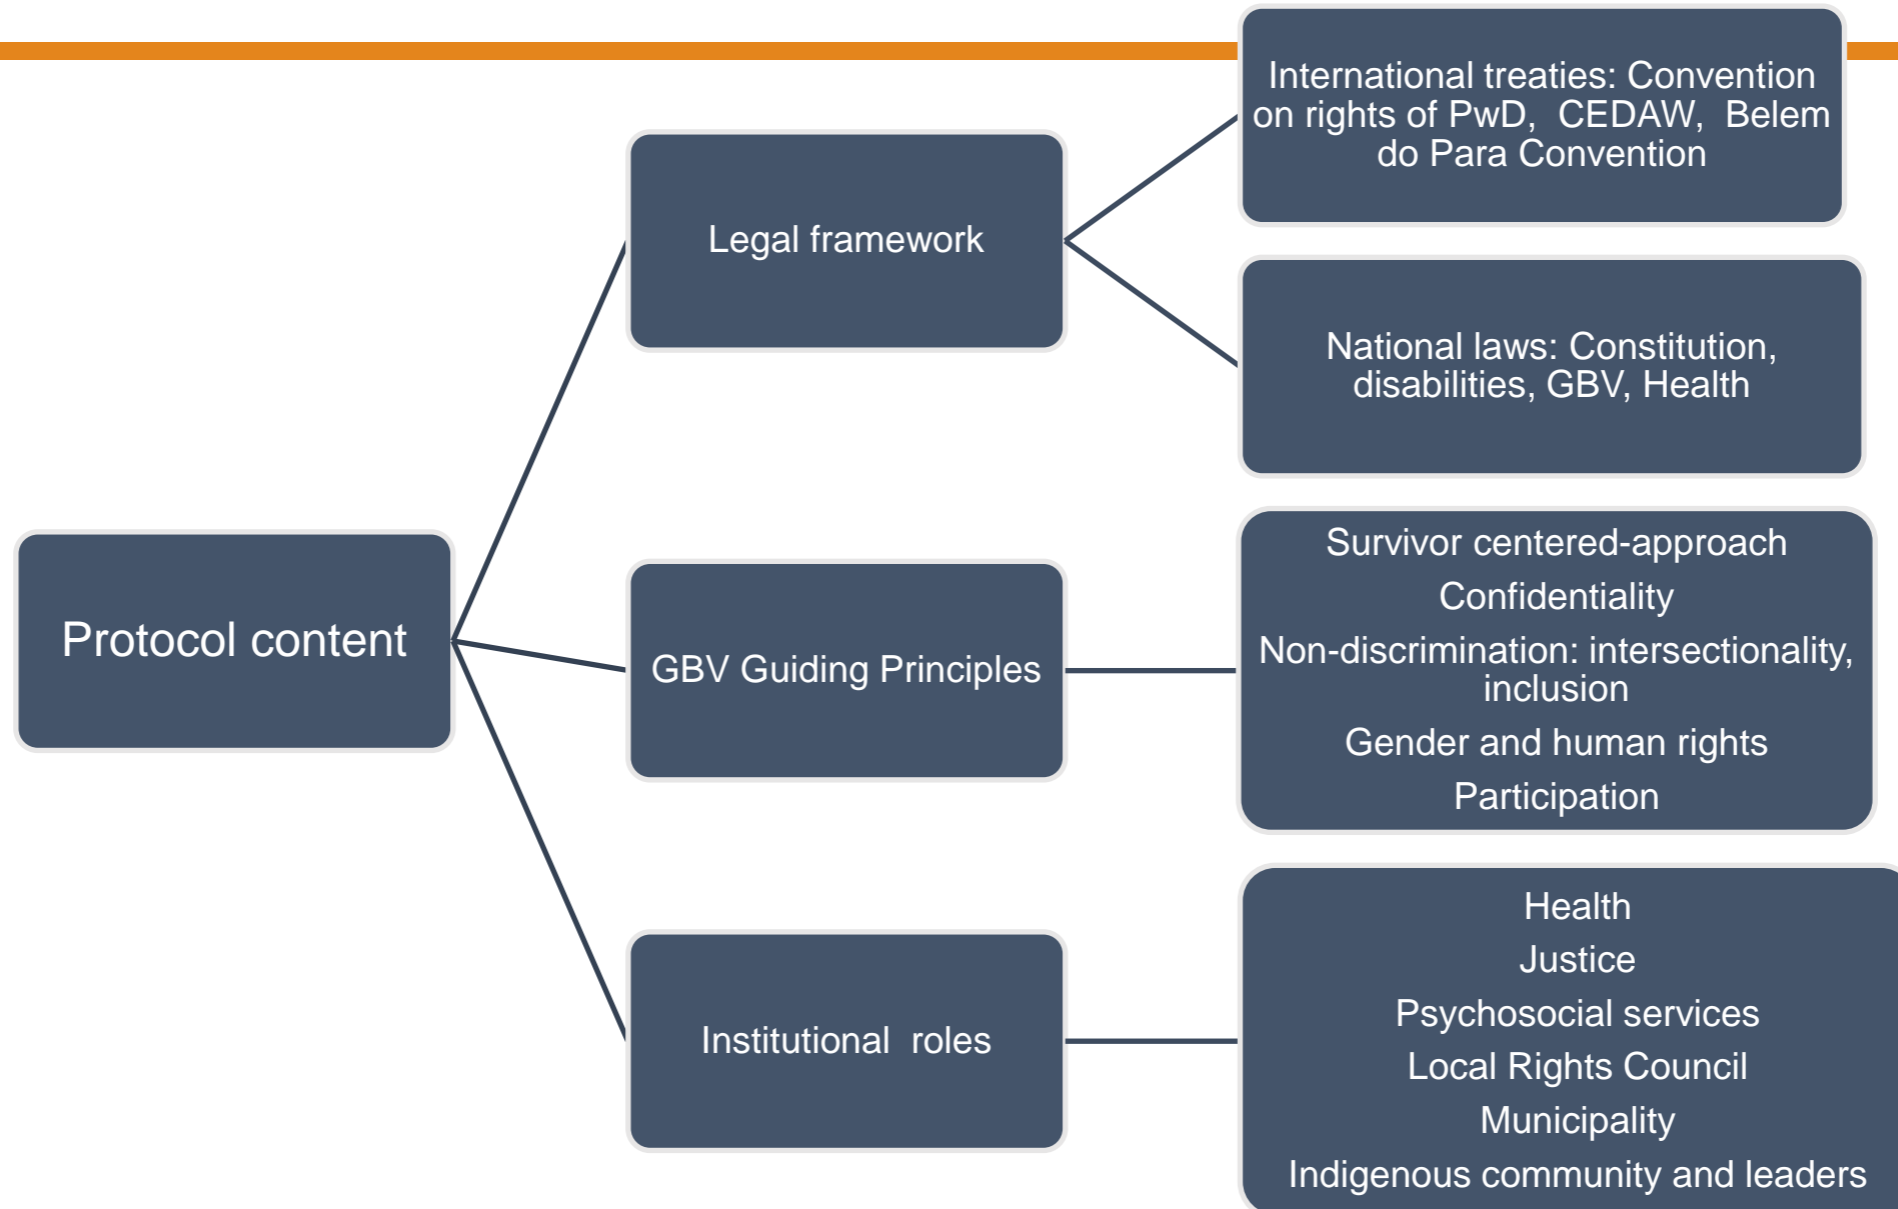 International treaties: Convention
on rights of PwD, CEDAW, Belem
do Para Convention
Legal framework
National laws: Constitution,
disabilities, GBV, Health
Protocol content
GBV Guiding Principles
Survivor centered-approach
Confidentiality
Non-discrimination: intersectionality,
inclusion
Gender and human rights
Participation
Institutional roles
Health
Justice
Psychosocial services
Local Rights Council
Municipality
Indigenous community and leaders